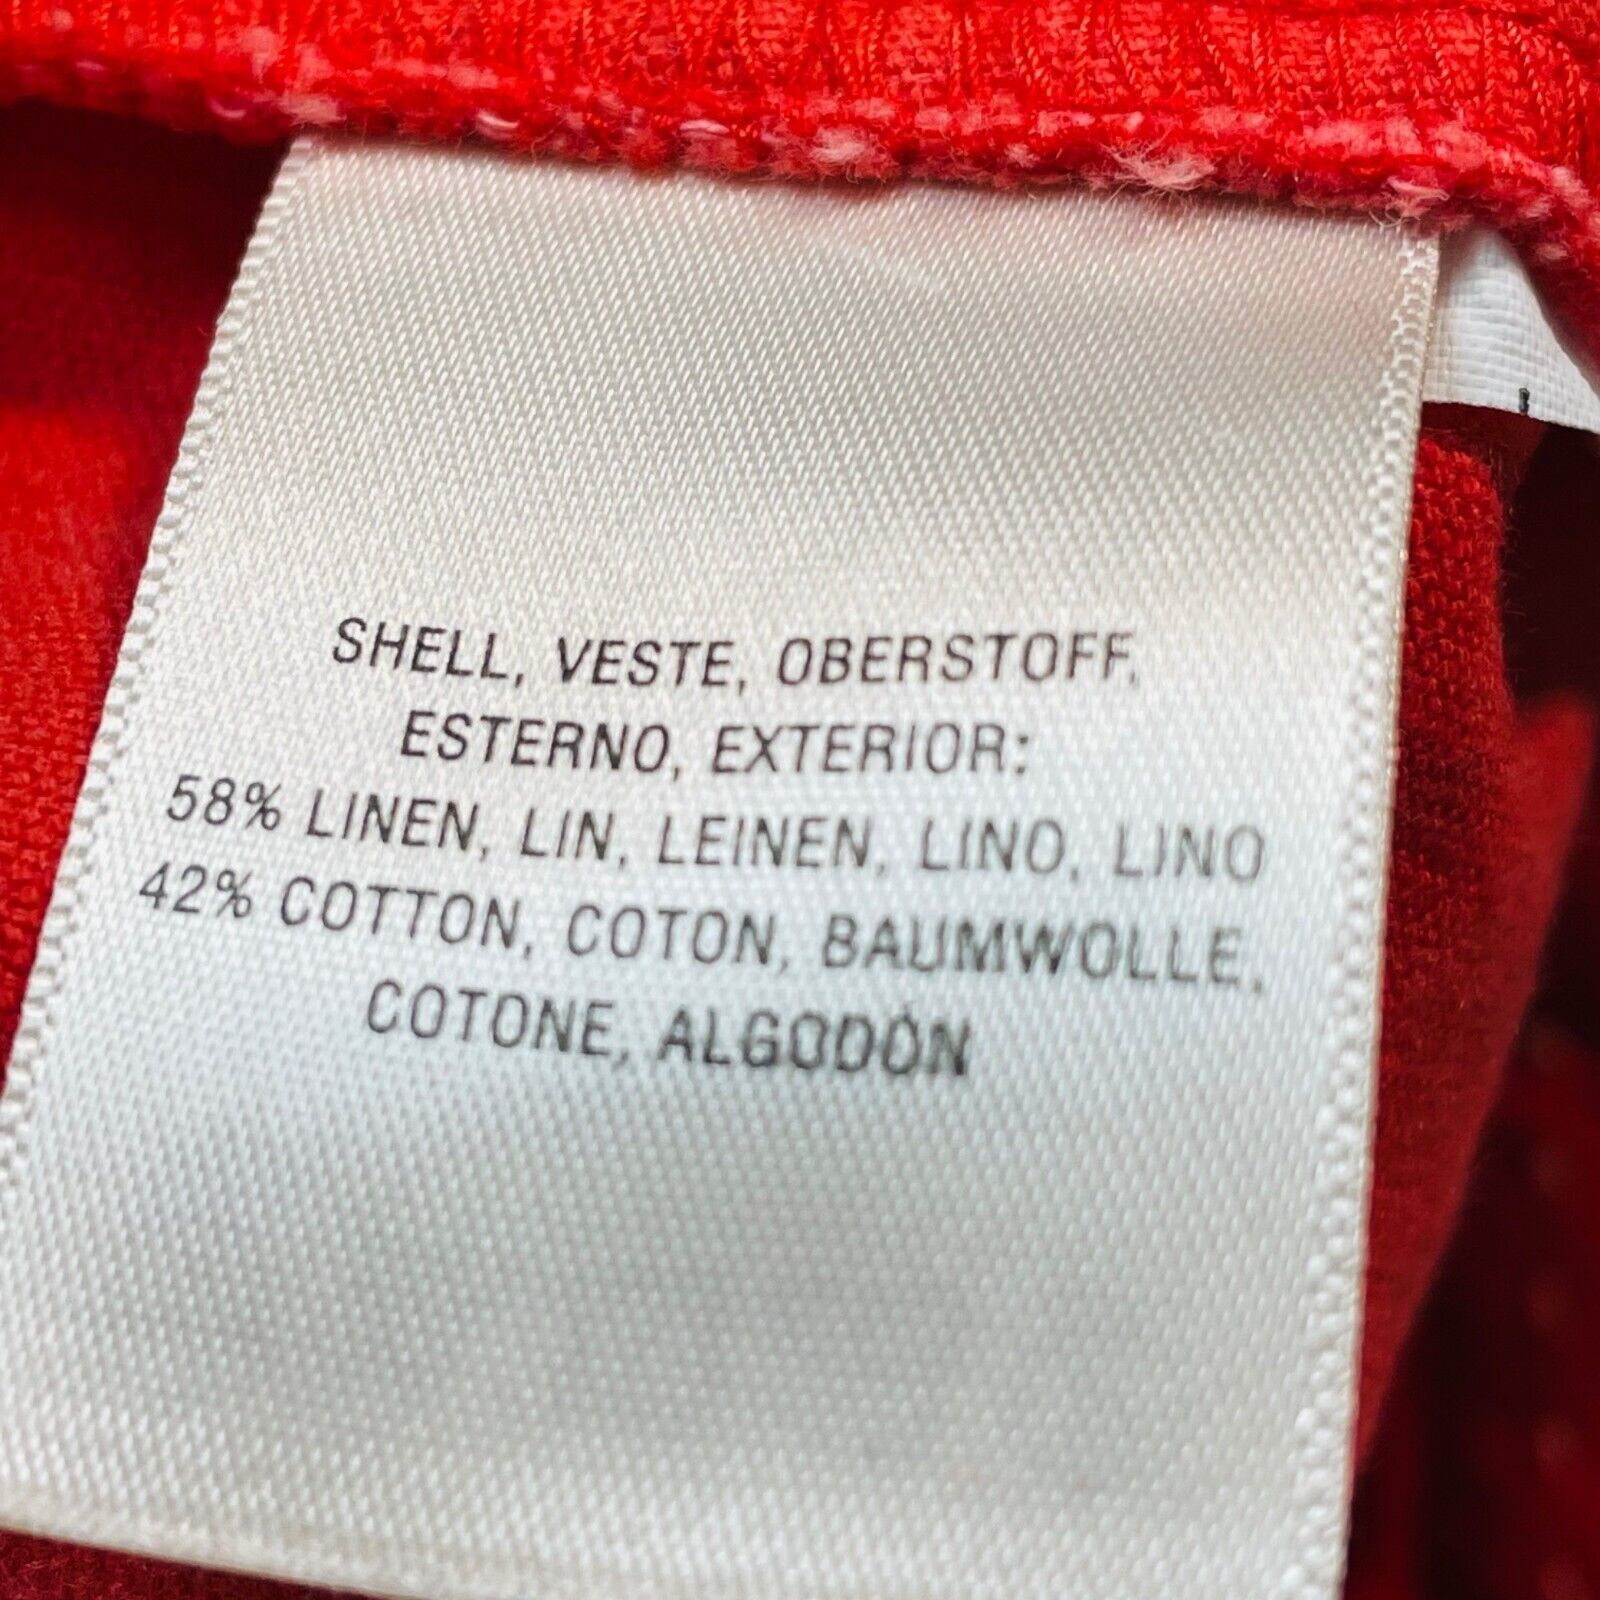 SHELL, VESTE, OBERSTOFF,
ESTERNO, EXTERIOR:
58% LINEN, LIN, LEINEN, LINO, LINO
42% COTTON, COTON, BAUMWOLLE,
COTONE, ALGODÓN